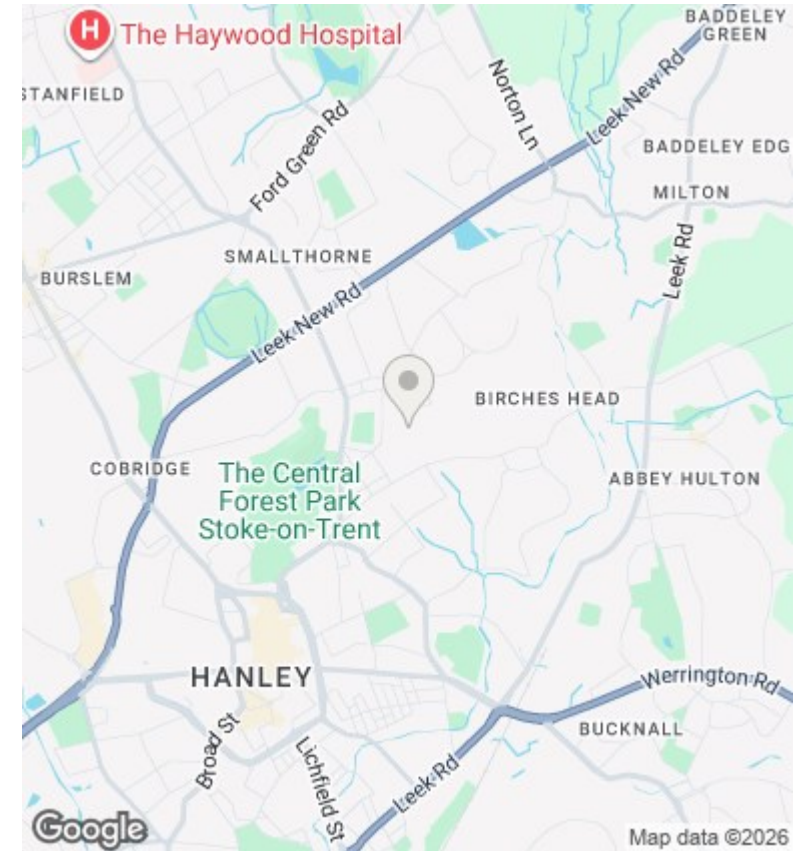 BADDELEY
GREEN
The Haywood Hospital
STANFIELD
Norton Ln
Leek New Rd
Ford Green Rd
BADDELEY EDG
MILTON
SMALLTHORNE
Leek Rd
BURSLEM
Leek New Rd
BIRCHES HEAD
COBRIDGE
The Central
Forest Park
Stoke-on-Trent
ABBEY HULTON
HANLEY
Werrington Rd
BUCKNALL
Broad St
Lichfield St
Leek Rd
Google
Map data ©2026
H